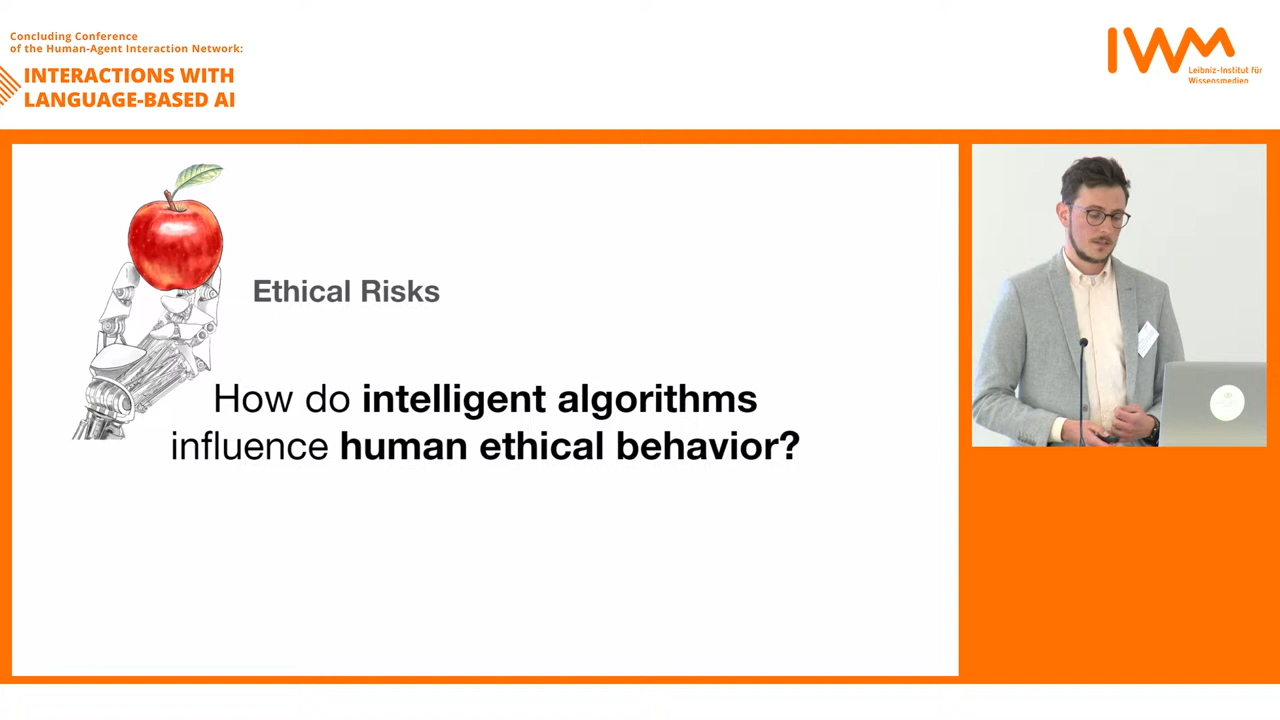 Concluding Conference
of the Human-Agent Interaction Network:
INTERACTIONS WITH
LANGUAGE-BASED AI
IWM
Leibniz-Institut für
Wissensmedien
Ethical Risks
How do intelligent algorithms
influence human ethical behavior?